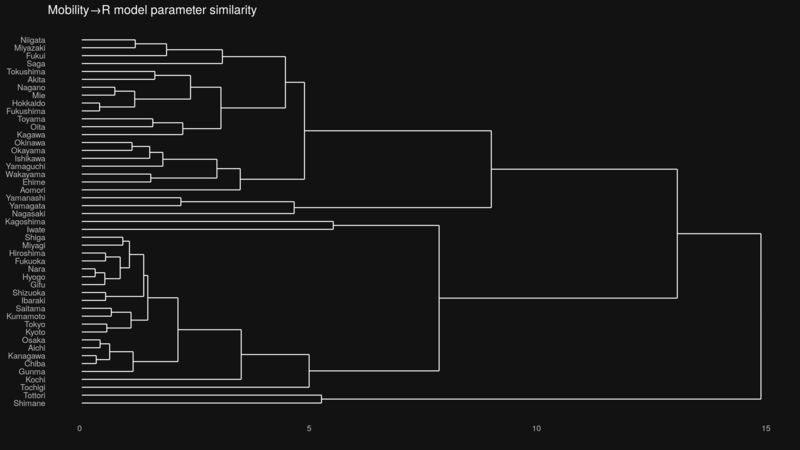 Mobility→R model parameter similarity
Niigata
Miyazaki
Fukui
Saga
Tokushima
Akita
Nagano
Mie
Hokkaido
Fukushima
Toyama
Oita
Kagawa
Okinawa
Okayama
Ishikawa
Yamaguchi
Wakayama
Ehime
Aomori
Yamanashi
Yamagata
Nagasaki
Kagoshima
Iwate
Shiga
Miyagi
Hiroshima
Fukuoka
Nara
Hyogo
Gifu
Shizuoka
Ibaraki
Saitama
Kumamoto
Tokyo
Kyoto
Osaka
Aichi
Kanagawa
Chiba
Gunma
Kochi
Tochigi
Tottori
Shimane
0 5 10 15